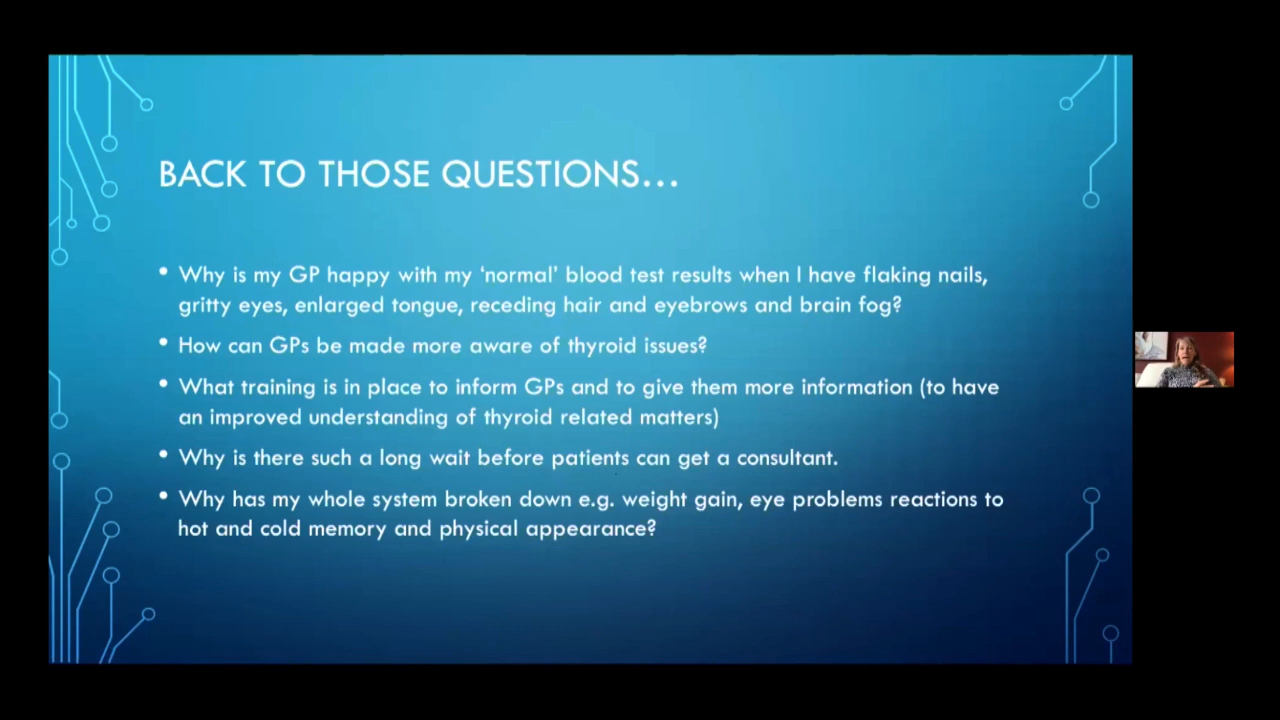 BACK TO THOSE QUESTIONS...
• Why is my GP happy with my ‘normal’ blood test results when I have flaking nails,
gritty eyes, enlarged tongue, receding hair and eyebrows and brain fog?
• How can GPs be made more aware of thyroid issues?
• What training is in place to inform GPs and to give them more information (to have
an improved understanding of thyroid related matters)
• Why is there such a long wait before patients can get a consultant.
• Why has my whole system broken down e.g. weight gain, eye problems reactions to
hot and cold memory and physical appearance?